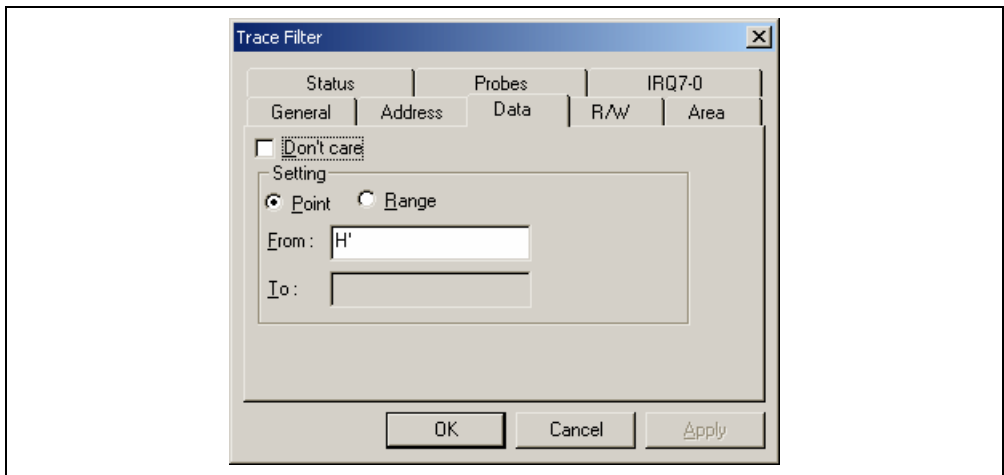 Trace Filter
Status Probes IRQ7-0
General Address Data R/W Area
Don't care
Setting
Point Range
From : H'
To :
OK Cancel Apply